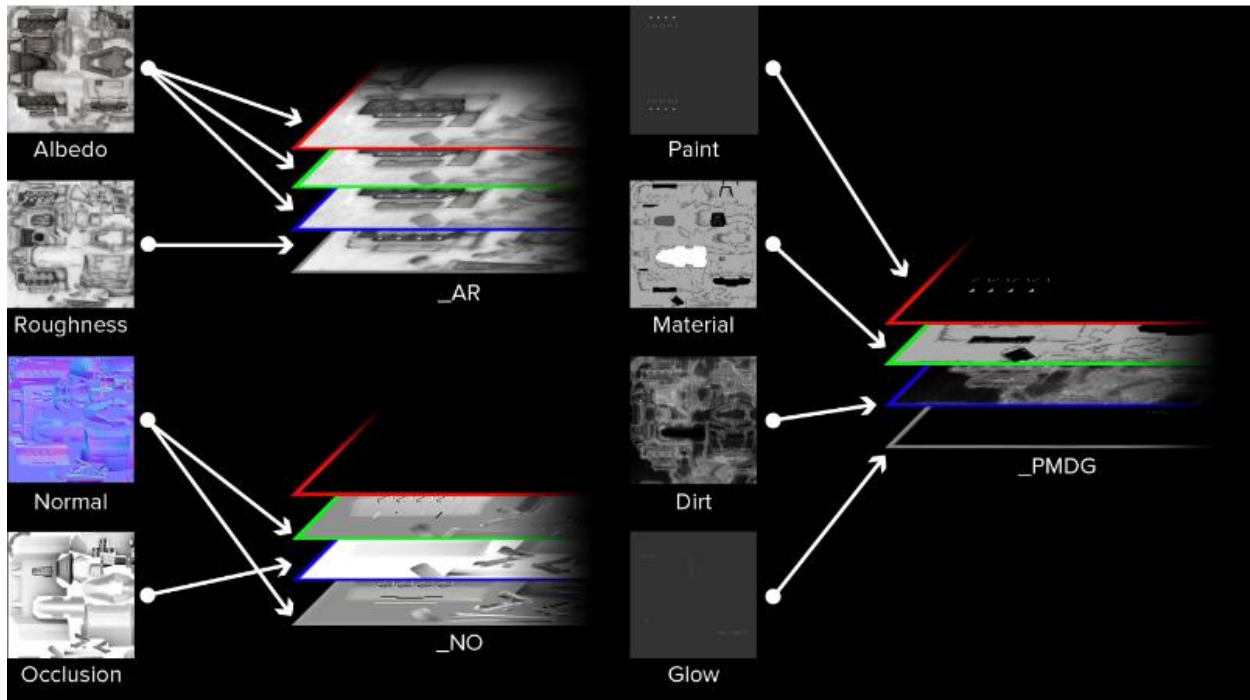 Albedo
Roughness
_AR
Normal
Occlusion
_NO
Paint
Material
Dirt
_PMDG
Glow